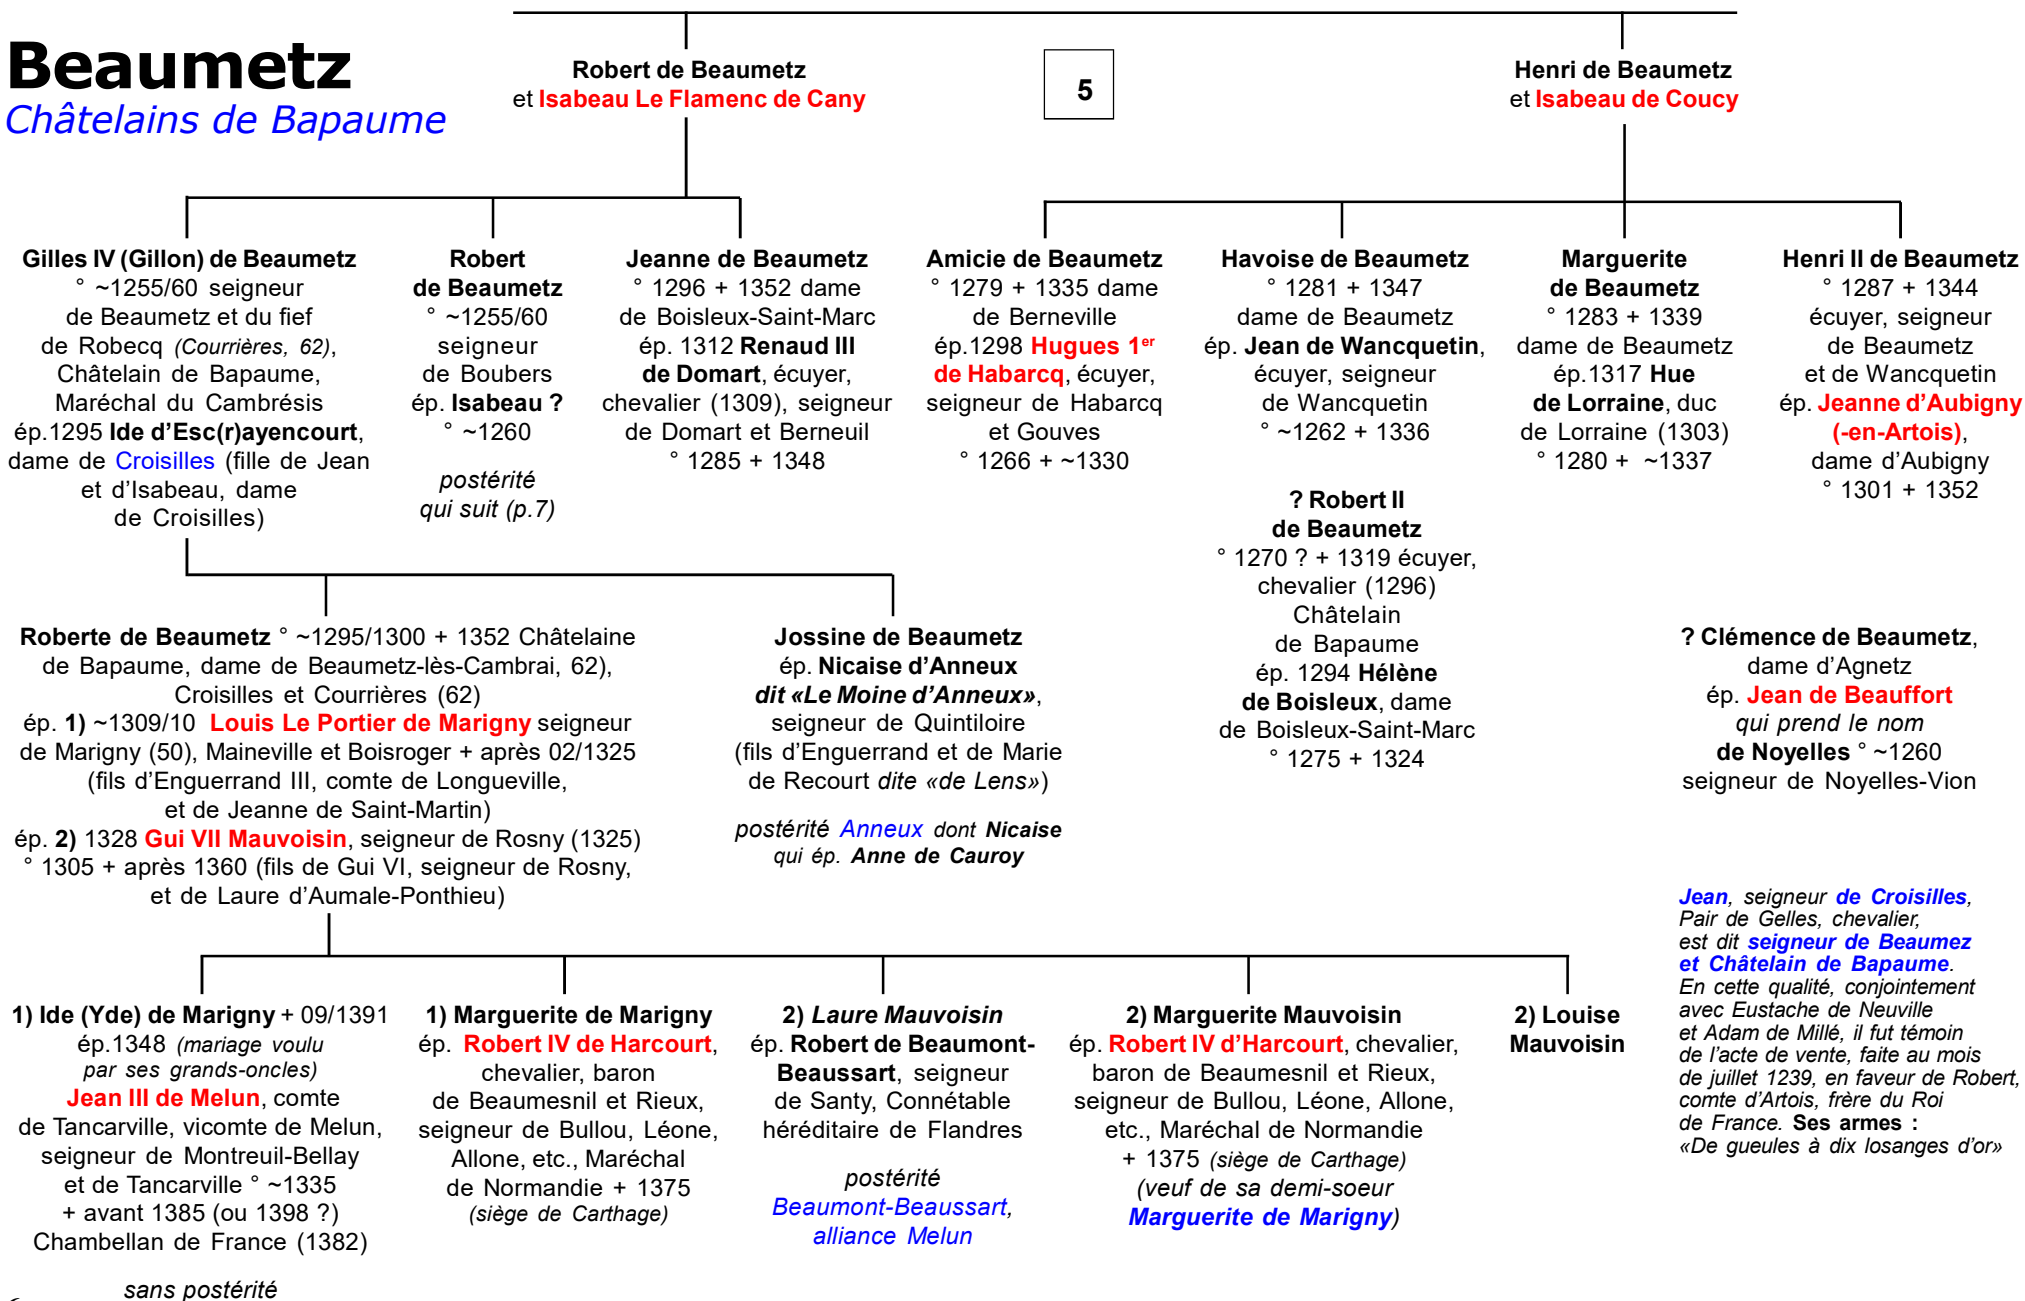 Beaumetz
Châtelains de Bapaume
Robert de Beaumetz
et Isabeau Le Flamenc de Cany
5
Henri de Beaumetz
et Isabeau de Coucy
Gilles IV (Gillon) de Beaumetz
° ~1255/60 seigneur
de Beaumetz et du fief
de Robecq (Courrières, 62),
Châtelain de Bapaume,
Maréchal du Cambrésis
ép.1295 Ide d'Esc(r)ayencourt,
dame de Croisilles (fille de Jean
et d'Isabeau, dame
de Croisilles)
Robert
de Beaumetz
° ~1255/60
seigneur
de Boubers
ép. Isabeau ?
° ~1260
postérité
qui suit (p.7)
Jeanne de Beaumetz
° 1296 + 1352 dame
de Boisleux-Saint-Marc
ép. 1312 Renaud III
de Domart, écuyer,
chevalier (1309), seigneur
de Domart et Berneuil
° 1285 + 1348
Amicie de Beaumetz
° 1279 + 1335 dame
de Berneville
ép.1298 Hugues 1er
de Habarcq, écuyer,
seigneur de Habarcq
et Gouves
° 1266 + ~1330
Havoise de Beaumetz
° 1281 + 1347
dame de Beaumetz
ép. Jean de Wancquetin,
écuyer, seigneur
de Wancquetin
° ~1262 + 1336
Marguerite
de Beaumetz
° 1283 + 1339
dame de Beaumetz
ép.1317 Hue
de Lorraine, duc
de Lorraine (1303)
° 1280 + ~1337
Henri II de Beaumetz
° 1287 + 1344
écuyer, seigneur
de Beaumetz
et de Wancquetin
ép. Jeanne d'Aubigny
(-en-Artois),
dame d'Aubigny
° 1301 + 1352
? Robert II
de Beaumetz
° 1270 ? + 1319 écuyer,
chevalier (1296)
Châtelain
de Bapaume
ép. 1294 Hélène
de Boisleux, dame
de Boisleux-Saint-Marc
° 1275 + 1324
Roberte de Beaumetz ° ~1295/1300 + 1352 Châtelaine
de Bapaume, dame de Beaumetz-lès-Cambrai, 62),
Croisilles et Courrières (62)
ép. 1) ~1309/10 Louis Le Portier de Marigny seigneur
de Marigny (50), Maineville et Boisroger + après 02/1325
(fils d'Enguerrand III, comte de Longueville,
et de Jeanne de Saint-Martin)
ép. 2) 1328 Gui VII Mauvoisin, seigneur de Rosny (1325)
° 1305 + après 1360 (fils de Gui VI, seigneur de Rosny,
et de Laure d'Aumale-Ponthieu)
Jossine de Beaumetz
ép. Nicaise d'Anneux
dit «Le Moine d'Anneux»,
seigneur de Quintiloire
(fils d'Enguerrand et de Marie
de Recourt dite «de Lens»)
postérité Anneux dont Nicaise
qui ép. Anne de Cauroy
? Clémence de Beaumetz,
dame d'Agnetz
ép. Jean de Beauffort
qui prend le nom
de Noyelles ° ~1260
seigneur de Noyelles-Vion
Jean, seigneur de Croisilles,
Pair de Gelles, chevalier,
est dit seigneur de Beaumez
et Châtelain de Bapaume.
En cette qualité, conjointement
avec Eustache de Neuville
et Adam de Millé, il fut témoin
de l'acte de vente, faite au mois
de juillet 1239, en faveur de Robert,
comte d'Artois, frère du Roi
de France. Ses armes :
«De gueules à dix losanges d'or»
1) Ide (Yde) de Marigny + 09/1391
ép.1348 (mariage voulu
par ses grands-oncles)
Jean III de Melun, comte
de Tancarville, vicomte de Melun,
seigneur de Montreuil-Bellay
et de Tancarville ° ~1335
+ avant 1385 (ou 1398 ?)
Chambellan de France (1382)
sans postérité
1) Marguerite de Marigny
ép. Robert IV de Harcourt,
chevalier, baron
de Beaumesnil et Rieux,
seigneur de Bullou, Léone,
Allone, etc., Maréchal
de Normandie + 1375
(siège de Carthage)
2) Laure Mauvoisin
ép. Robert de Beaumont-
Beaussart, seigneur
de Santy, Connétable
héréditaire de Flandres
postérité
Beaumont-Beaussart,
alliance Melun
2) Marguerite Mauvoisin
ép. Robert IV d'Harcourt, chevalier,
baron de Beaumesnil et Rieux,
seigneur de Bullou, Léone, Allone,
etc., Maréchal de Normandie
+ 1375 (siège de Carthage)
(veuf de sa demi-soeur
Marguerite de Marigny)
2) Louise
Mauvoisin